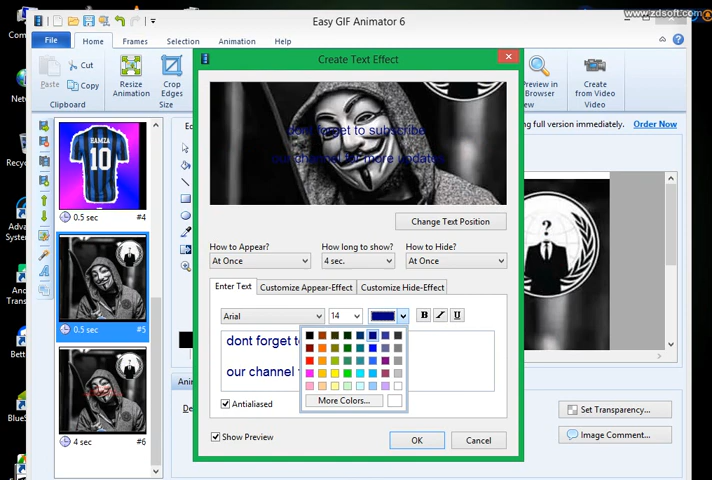 www.zdsoft.com
Easy GIF Animator 6
File
Home
Frames
Selection
Animation
Help
Paste
Cut
Copy
Clipboard
Resize
Animation
Crop
Edges
Size
Preview in
Browser
Create
from Video
Video
ng full version immediately.
Order Now
Create Text Effect
dont forget to subscribe
our channel for more updates
Change Text Position
How to Appear?
How long to show?
How to Hide?
At Once
4 sec.
At Once
Enter Text
Customize Appear-Effect
Customize Hide-Effect
Arial
14
B
I
U
dont forget t
our channel
More Colors...
Antialiased
Show Preview
OK
Cancel
HAMZA
10
0.5 sec
#4
0.5 sec
#5
4 sec
#6
?
Set Transparency...
Image Comment...